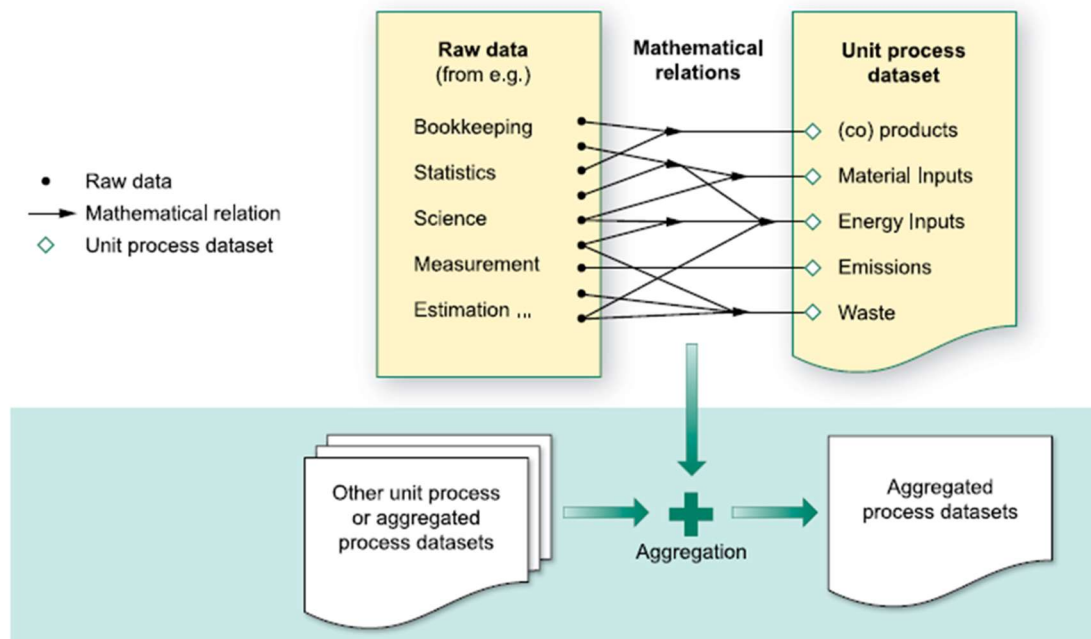 Raw data
(from e.g.)
Bookkeeping
Statistics
Science
Measurement
Estimation ...
Mathematical
relations
Unit process
dataset
(co) products
Material Inputs
Energy Inputs
Emissions
Waste
Raw data
Mathematical relation
Unit process dataset
Other unit process
or aggregated
process datasets
Aggregation
Aggregated
process datasets